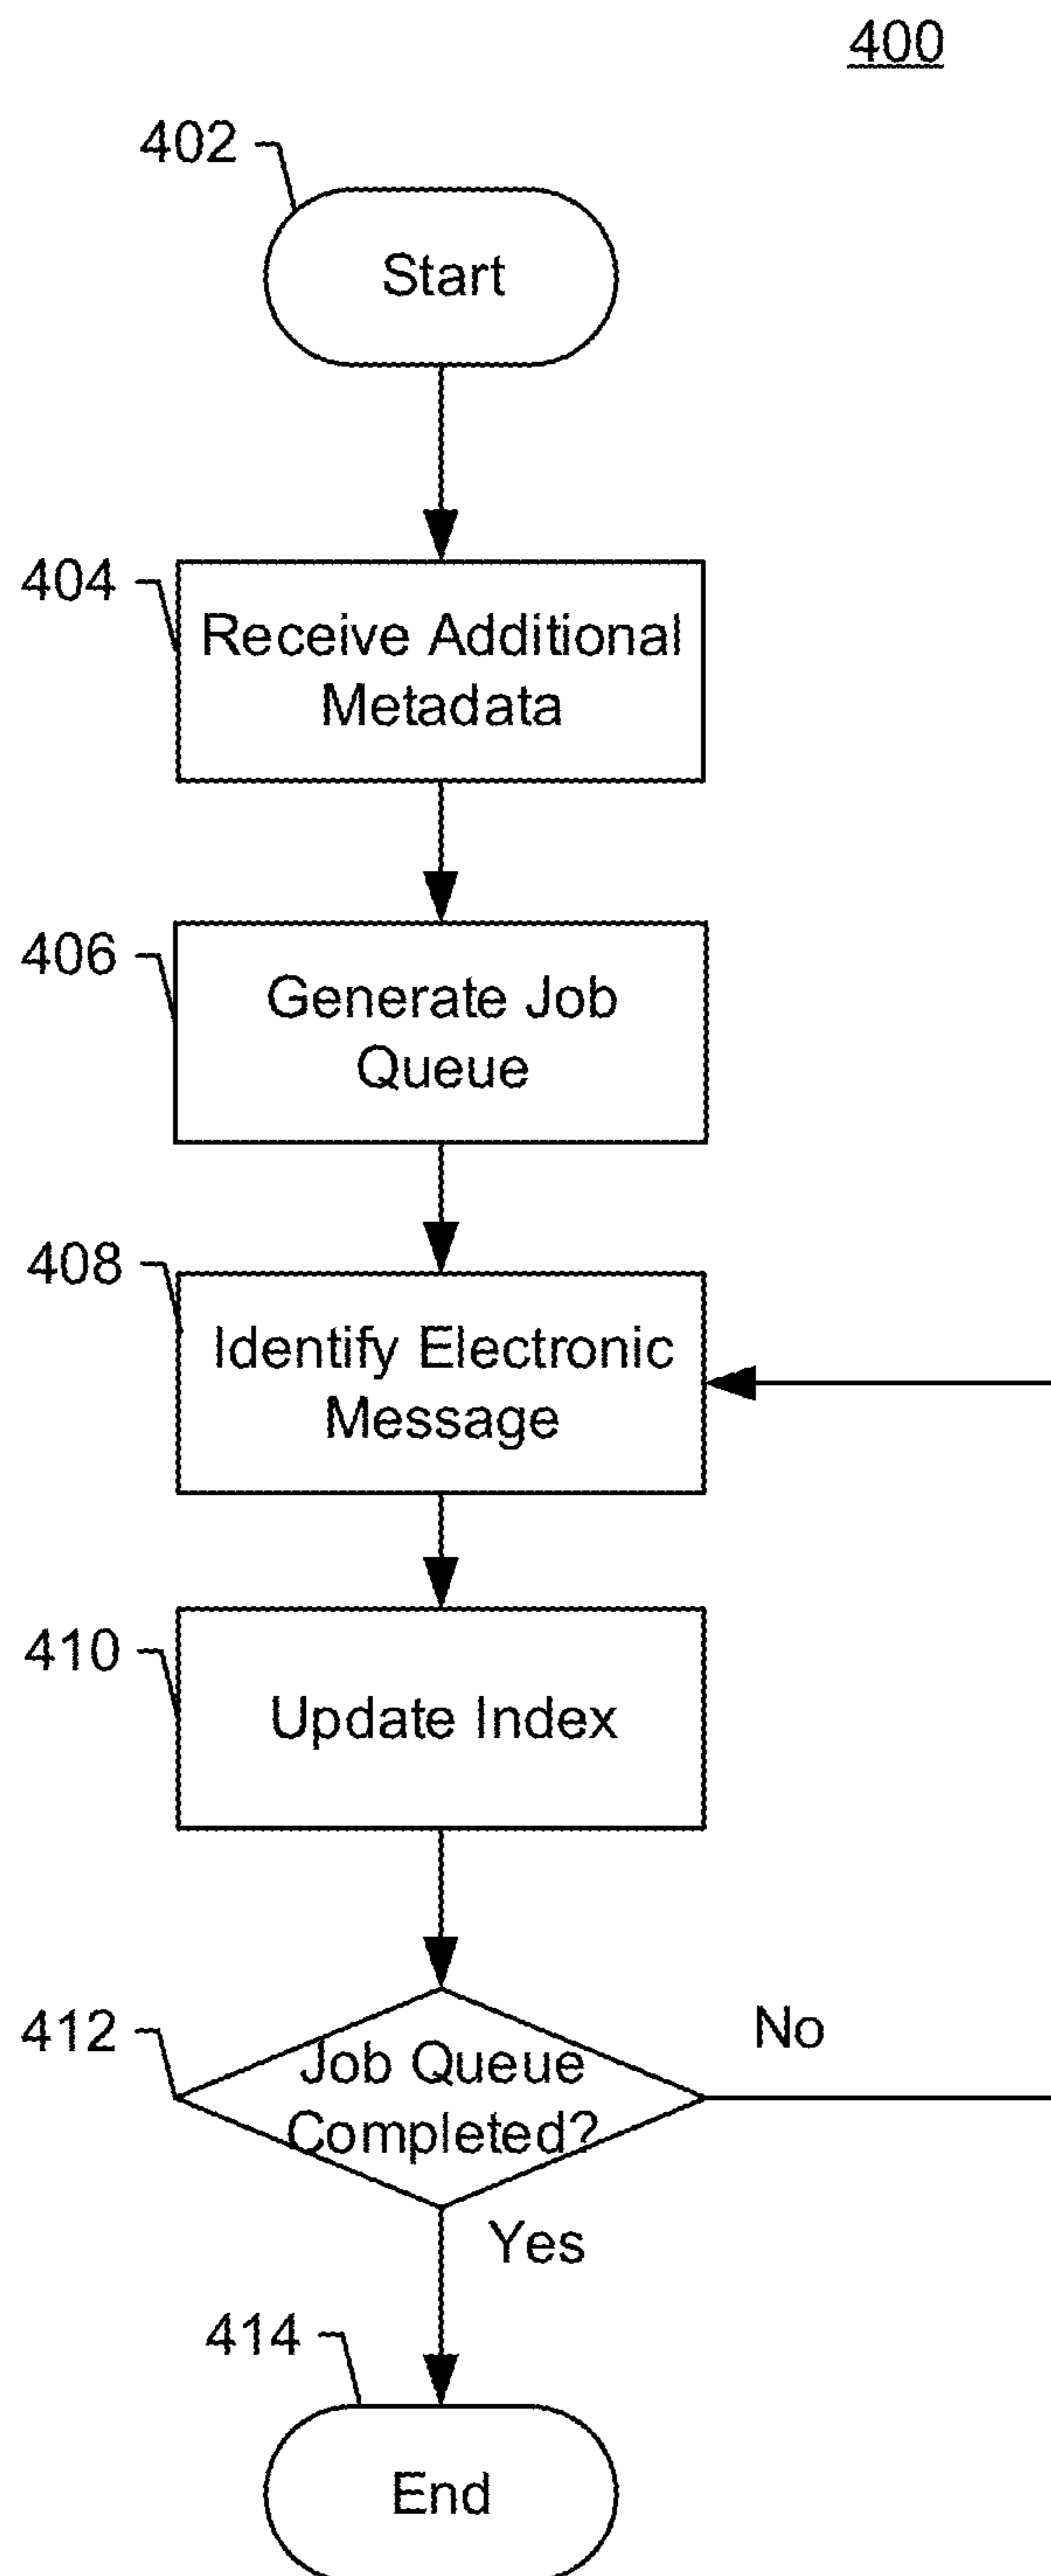 400
402
Start
404
Receive Additional
Metadata
406
Generate Job
Queue
408
Identify Electronic
Message
410
Update Index
412
Job Queue
Completed?
No
Yes
414
End